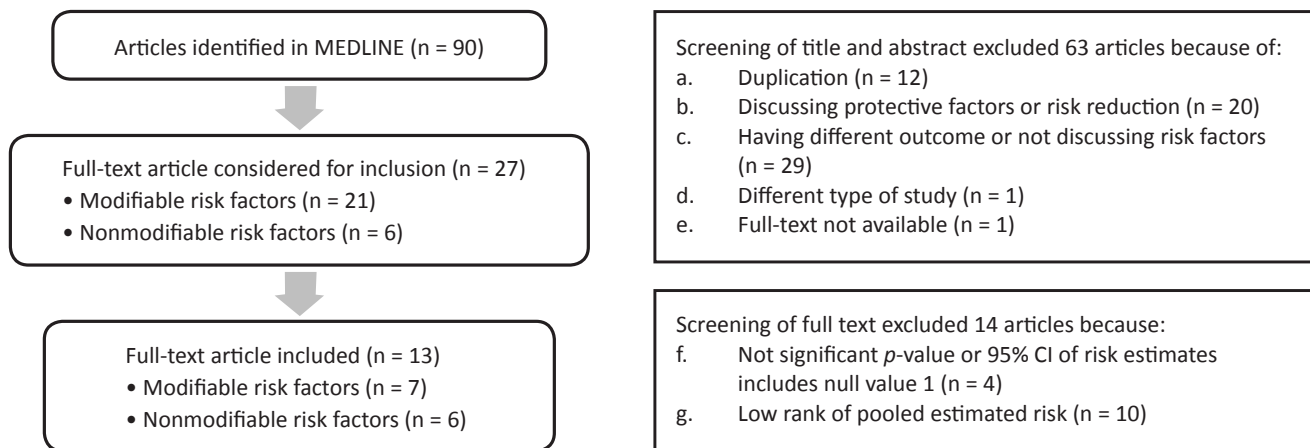 Articles identified in MEDLINE (n = 90)
Full-text article considered for inclusion (n = 27)
• Modifiable risk factors (n = 21)
• Nonmodifiable risk factors (n = 6)
Full-text article included (n = 13)
• Modifiable risk factors (n = 7)
• Nonmodifiable risk factors (n = 6)
Screening of title and abstract excluded 63 articles because of:
a. Duplication (n = 12)
b. Discussing protective factors or risk reduction (n = 20)
c. Having different outcome or not discussing risk factors
(n = 29)
d. Different type of study (n = 1)
e. Full-text not available (n = 1)
Screening of full text excluded 14 articles because:
f. Not significant p-value or 95% CI of risk estimates
includes null value 1 (n = 4)
g. Low rank of pooled estimated risk (n = 10)